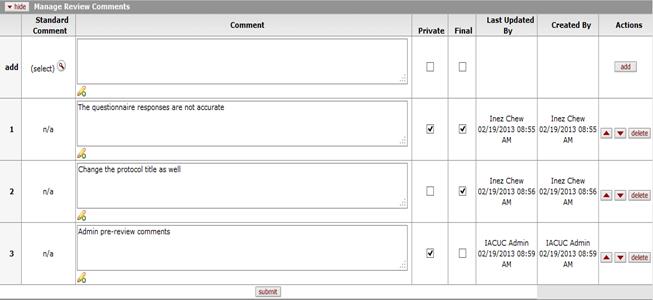 hide Manage Review Comments
Standard Comment Comment Private Final Last Updated By Created By Actions
add (select) add
1 n/a The questionnaire responses are not accurate Inez Chew 02/19/2013 08:55 AM Inez Chew 02/19/2013 08:55 AM delete
2 n/a Change the protocol title as well Inez Chew 02/19/2013 08:56 AM Inez Chew 02/19/2013 08:56 AM delete
3 n/a Admin pre-review comments IACUC Admin 02/19/2013 08:59 AM IACUC Admin 02/19/2013 08:59 AM delete
submit